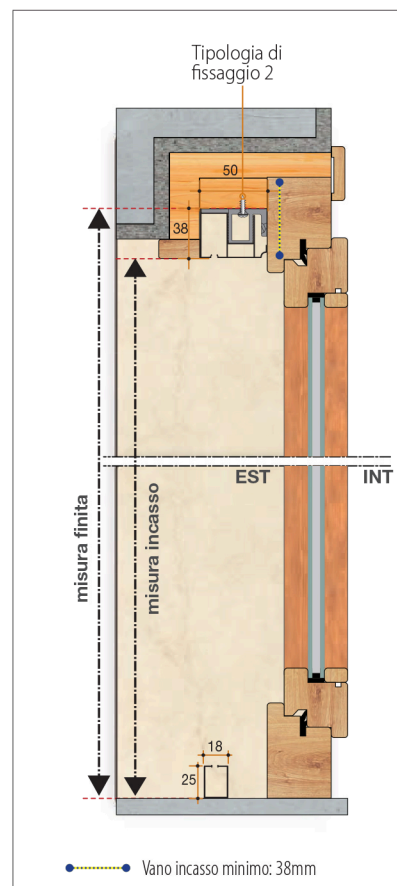 Tipologia di
fissaggio 2
50
38
EST
INT
misura finita
misura incasso
18
25
Vano incasso minimo: 38mm